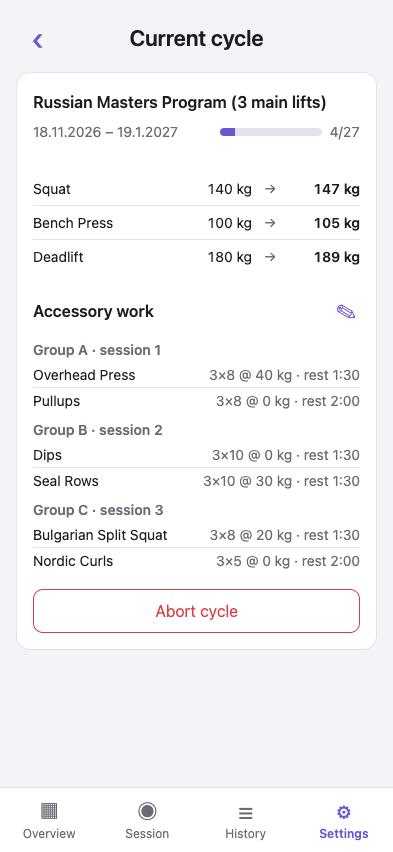 Current cycle
Russian Masters Program (3 main lifts)
18.11.2026 – 19.1.2027 4/27
Squat 140 kg → 147 kg
Bench Press 100 kg → 105 kg
Deadlift 180 kg → 189 kg
Accessory work
Group A · session 1
Overhead Press 3×8 @ 40 kg · rest 1:30
Pullups 3×8 @ 0 kg · rest 2:00
Group B · session 2
Dips 3×10 @ 0 kg · rest 1:30
Seal Rows 3×10 @ 30 kg · rest 1:30
Group C · session 3
Bulgarian Split Squat 3×8 @ 20 kg · rest 1:30
Nordic Curls 3×5 @ 0 kg · rest 2:00
Abort cycle
Overview Session History Settings